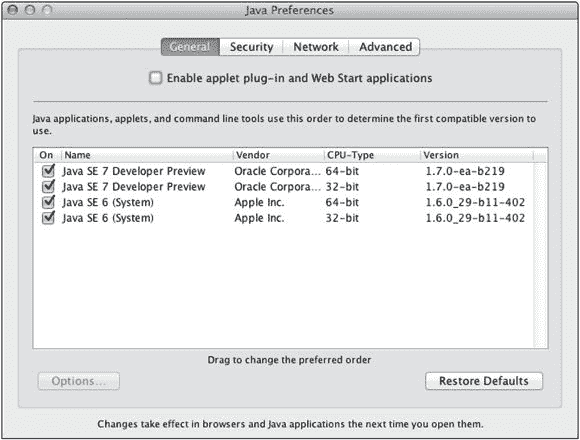 Java Preferences
General Security Network Advanced
Enable applet plug-in and Web Start applications
Java applications, applets, and command line tools use this order to determine the first compatible version to
use.
On Name Vendor CPU-Type Version
Java SE 7 Developer Preview Oracle Corpora... 64-bit 1.7.0-ea-b219
Java SE 7 Developer Preview Oracle Corpora... 32-bit 1.7.0-ea-b219
Java SE 6 (System) Apple Inc. 64-bit 1.6.0_29-b11-402
Java SE 6 (System) Apple Inc. 32-bit 1.6.0_29-b11-402
Drag to change the preferred order
Options... Restore Defaults
Changes take effect in browsers and Java applications the next time you open them.